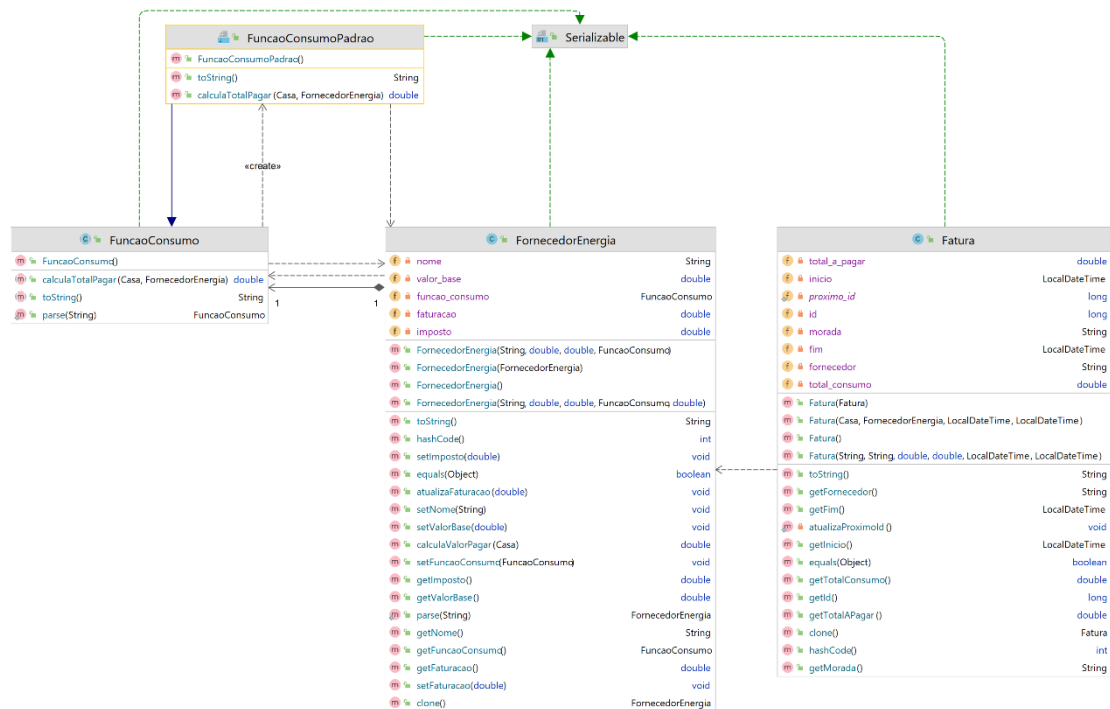 FuncaoConsumoPadrao
FuncaoConsumoPadrao()
toString() String
calculaTotalPagar(Casa, FornecedorEnergia) double
Serializable
«create»
FuncaoConsumo
FuncaoConsumo()
calculaTotalPagar(Casa, FornecedorEnergia) double
toString() String
parse(String) FuncaoConsumo
1
1
FornecedorEnergia
nome String
valor_base double
funcao_consumo FuncaoConsumo
faturacao double
imposto double
FornecedorEnergia(String, double, double, FuncaoConsumo)
FornecedorEnergia(FornecedorEnergia)
FornecedorEnergia()
FornecedorEnergia(String, double, double, FuncaoConsumo, double)
toString() String
hashCode() int
setImposto(double) void
equals(Object) boolean
atualizaFaturacao(double) void
setNome(String) void
setValorBase(double) void
calculaValorPagar(Casa) double
setFuncaoConsumo(FuncaoConsumo) void
getImposto() double
getValorBase() double
parse(String) FornecedorEnergia
getNome() String
getFuncaoConsumo() FuncaoConsumo
getFaturacao() double
setFaturacao(double) void
clone() FornecedorEnergia
Fatura
total_a_pagar double
inicio LocalDateTime
proximo_id long
id long
morada String
fim LocalDateTime
fornecedor String
total_consumo double
Fatura(Fatura)
Fatura(Casa, FornecedorEnergia, LocalDateTime, LocalDateTime)
Fatura()
Fatura(String, String, double, double, LocalDateTime, LocalDateTime)
toString() String
getFornecedor() String
getFim() LocalDateTime
atualizaProximoId() void
getInicio() LocalDateTime
equals(Object) boolean
getTotalConsumo() double
getId() long
getTotalAPagar() double
clone() Fatura
hashCode() int
getMorada() String